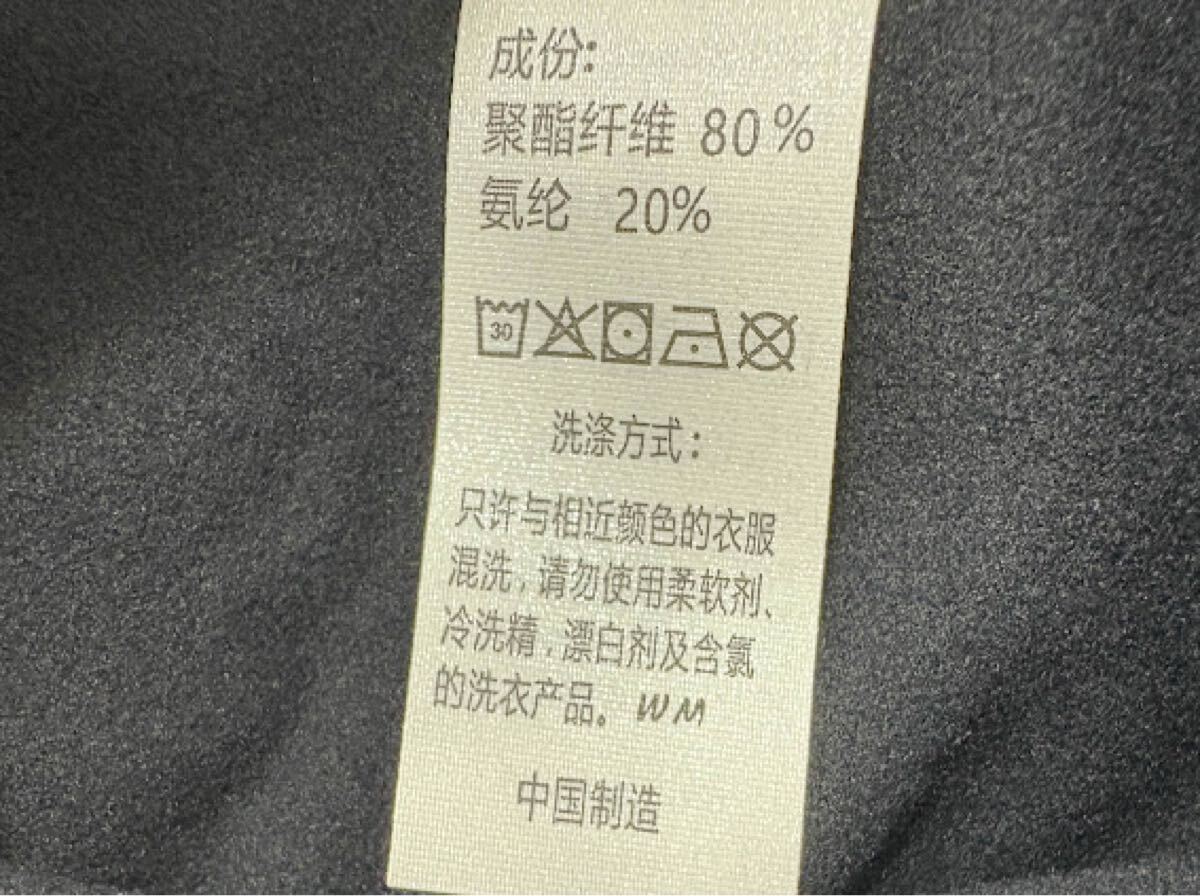 成份:
聚酯纤维 80%
氨纶 20%
30
洗涤方式:
只许与相近颜色的衣服
混洗,请勿使用柔软剂、
冷洗精,漂白剂及含氯
的洗衣产品。WM
中国制造